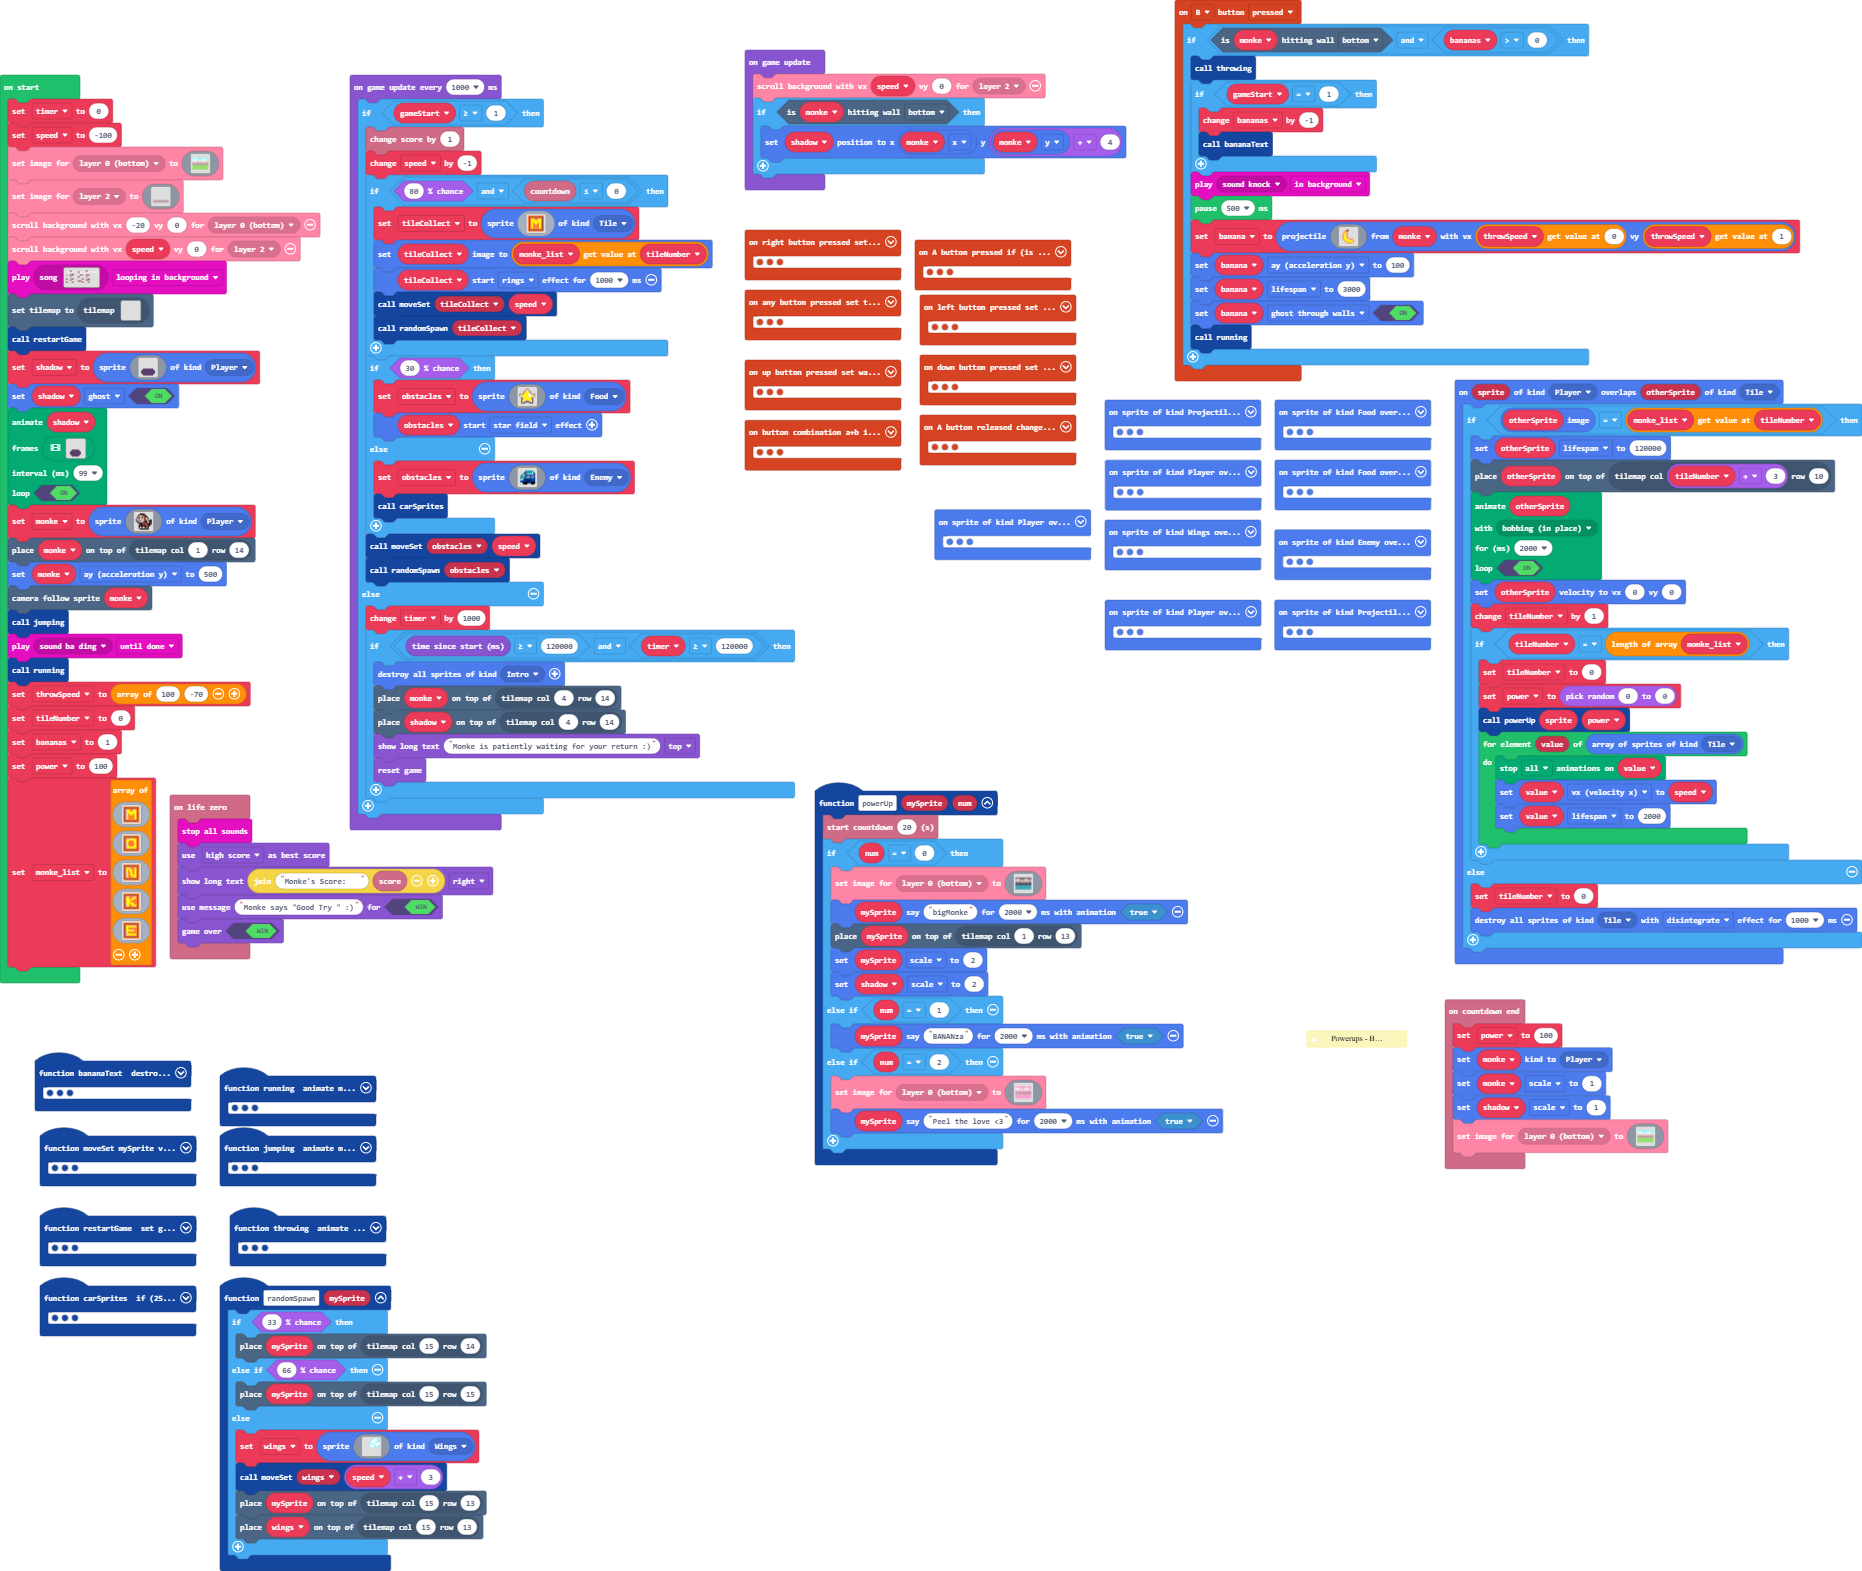 on start
set timer to 0
set speed to -100
set image for layer 0 (bottom) to
set image for layer 2 to
scroll background with vx -20 vy 0 for layer 0 (bottom)
scroll background with vx speed vy 0 for layer 2
play song looping in background
set tilemap to tilemap
call restartGame
set shadow to sprite of kind Player
set shadow ghost ON
animate shadow
frames
interval (ms) 99
loop ON
set monke to sprite of kind Player
place monke on top of tilemap col 1 row 14
set monke ay (acceleration y) to 500
camera follow sprite monke
call jumping
play sound ba ding until done
call running
set throwSpeed to array of 100 -70
set tileNumber to 0
set bananas to 1
set power to 100
set monke_list to array of
M
O
N
K
E
on life zero
stop all sounds
use high score as best score
show long text join "Monke's Score: " score right
use message "Monke says "Good Try " :)" for WIN
game over WIN
on game update every 1000 ms
if gameStart ≥ 1 then
change score by 1
change speed by -1
if 80 % chance and countdown ≤ 0 then
set tileCollect to sprite M of kind Tile
set tileCollect image to monke_list get value at tileNumber
tileCollect start rings effect for 1000 ms
call moveSet tileCollect speed
call randomSpawn tileCollect
if 30 % chance then
set obstacles to sprite of kind Food
obstacles start star field effect
else
set obstacles to sprite of kind Enemy
call carSprites
call moveSet obstacles speed
call randomSpawn obstacles
else
change timer by 1000
if time since start (ms) ≥ 120000 and timer ≥ 120000 then
destroy all sprites of kind Intro
place monke on top of tilemap col 4 row 14
place shadow on top of tilemap col 4 row 14
show long text "Monke is patiently waiting for your return :)" top
reset game
on game update
scroll background with vx speed vy 0 for layer 2
if is monke hitting wall bottom then
set shadow position to x monke x y monke y + 4
on right button pressed set...
on A button pressed if (is ...
on any button pressed set t...
on left button pressed set ...
on up button pressed set wa...
on down button pressed set ...
on button combination a+b i...
on A button released change...
on B button pressed
if is monke hitting wall bottom and bananas > 0 then
call throwing
if gameStart = 1 then
change bananas by -1
call bananaText
play sound knock in background
pause 500 ms
set banana to projectile from monke with vx throwSpeed get value at 0 vy throwSpeed get value at 1
set banana ay (acceleration y) to 100
set banana lifespan to 3000
set banana ghost through walls ON
call running
on sprite of kind Projectil...
on sprite of kind Food over...
on sprite of kind Player ov...
on sprite of kind Food over...
on sprite of kind Player ov...
on sprite of kind Wings ove...
on sprite of kind Enemy ove...
on sprite of kind Player ov...
on sprite of kind Projectil...
on sprite of kind Player overlaps otherSprite of kind Tile
if otherSprite image = monke_list get value at tileNumber then
set otherSprite lifespan to 120000
place otherSprite on top of tilemap col tileNumber + 3 row 10
animate otherSprite
with bobbing (in place)
for (ms) 2000
loop ON
set otherSprite velocity to vx 0 vy 0
change tileNumber by 1
if tileNumber = length of array monke_list then
set tileNumber to 0
set power to pick random 0 to 0
call powerUp sprite power
for element value of array of sprites of kind Tile
do
stop all animations on value
set value vx (velocity x) to speed
set value lifespan to 2000
else
set tileNumber to 0
destroy all sprites of kind Tile with disintegrate effect for 1000 ms
function powerUp mySprite num
start countdown 20 (s)
if num = 0 then
set image for layer 0 (bottom) to
mySprite say "bigMonke" for 2000 ms with animation true
place mySprite on top of tilemap col 1 row 13
set mySprite scale to 2
set shadow scale to 2
else if num = 1 then
mySprite say "BANANza" for 2000 ms with animation true
else if num = 2 then
set image for layer 0 (bottom) to
mySprite say "Peel the love <3" for 2000 ms with animation true
Powerups - B...
on countdown end
set power to 100
set monke kind to Player
set monke scale to 1
set shadow scale to 1
set image for layer 0 (bottom) to
function bananaText destro...
function running animate m...
function moveSet mySprite v...
function jumping animate m...
function restartGame set g...
function throwing animate ...
function carSprites if (25...
function randomSpawn mySprite
if 33 % chance then
place mySprite on top of tilemap col 15 row 14
else if 66 % chance then
place mySprite on top of tilemap col 15 row 15
else
set wings to sprite of kind Wings
call moveSet wings speed + 3
place mySprite on top of tilemap col 15 row 13
place wings on top of tilemap col 15 row 13